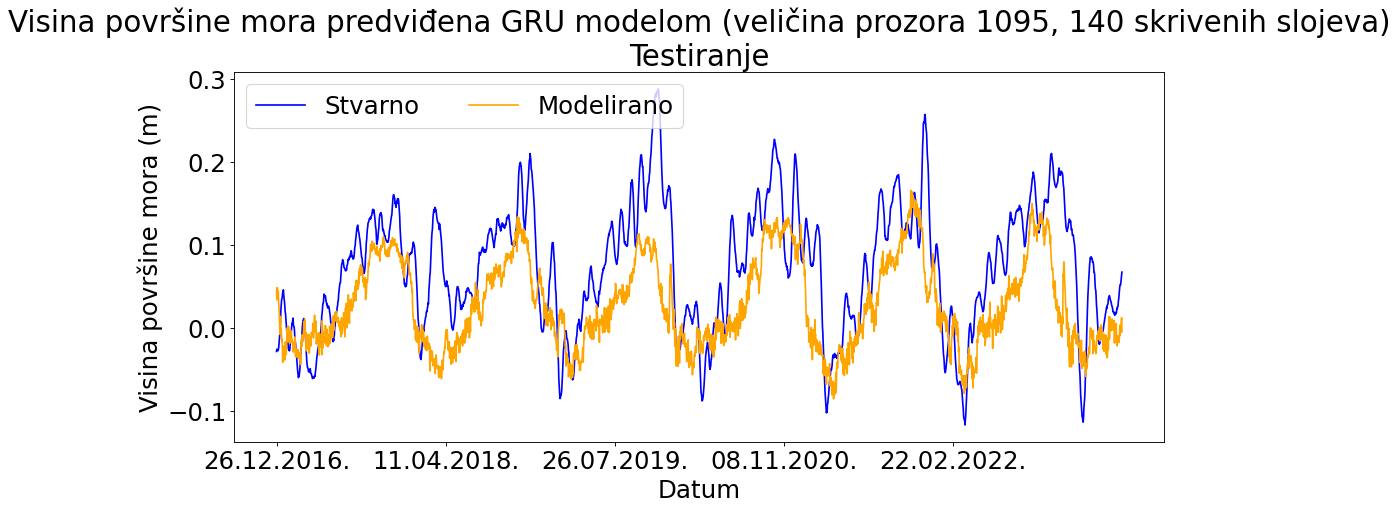 Visina površine mora predviđena GRU modelom (veličina prozora 1095, 140 skrivenih slojeva)
Testiranje
Stvarno Modelirano
Visina površine mora (m)
0.3
0.2
0.1
0.0
−0.1
26.12.2016. 11.04.2018. 26.07.2019. 08.11.2020. 22.02.2022.
Datum